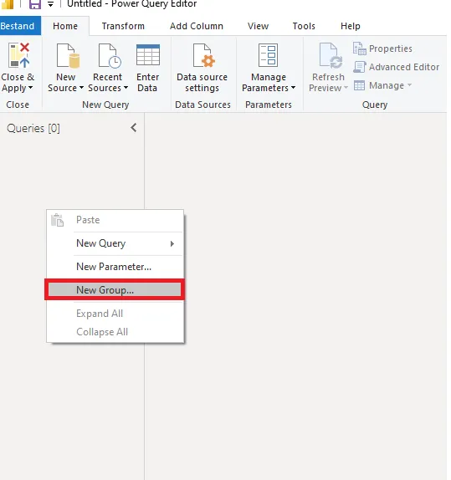 Untitled - Power Query Editor
Bestand Home Transform Add Column View Tools Help
Close & Apply
New Source
Recent Sources
Enter Data
Data source settings
Manage Parameters
Refresh Preview
Properties
Advanced Editor
Manage
Close New Query Data Sources Parameters Query
Queries [0]
Paste
New Query
New Parameter...
New Group...
Expand All
Collapse All